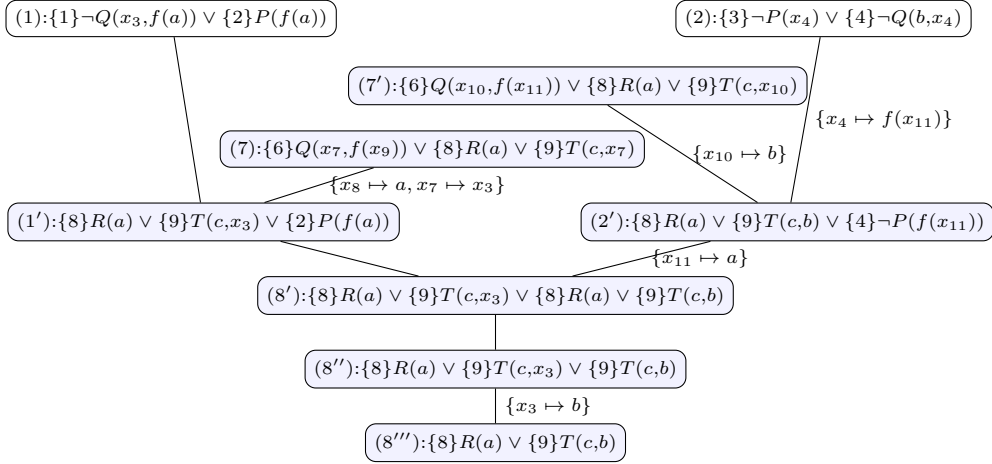 (1):{1}¬Q(x₃,f(a)) ∨ {2}P(f(a))
(2):{3}¬P(x₄) ∨ {4}¬Q(b,x₄)
(7′):{6}Q(x₁₀,f(x₁₁)) ∨ {8}R(a) ∨ {9}T(c,x₁₀)
{x₄ ↦ f(x₁₁)}
(7):{6}Q(x₇,f(x₉)) ∨ {8}R(a) ∨ {9}T(c,x₇)
{x₁₀ ↦ b}
{x₈ ↦ a, x₇ ↦ x₃}
(1′):{8}R(a) ∨ {9}T(c,x₃) ∨ {2}P(f(a))
(2′):{8}R(a) ∨ {9}T(c,b) ∨ {4}¬P(f(x₁₁))
{x₁₁ ↦ a}
(8′):{8}R(a) ∨ {9}T(c,x₃) ∨ {8}R(a) ∨ {9}T(c,b)
(8′′):{8}R(a) ∨ {9}T(c,x₃) ∨ {9}T(c,b)
{x₃ ↦ b}
(8′′′):{8}R(a) ∨ {9}T(c,b)